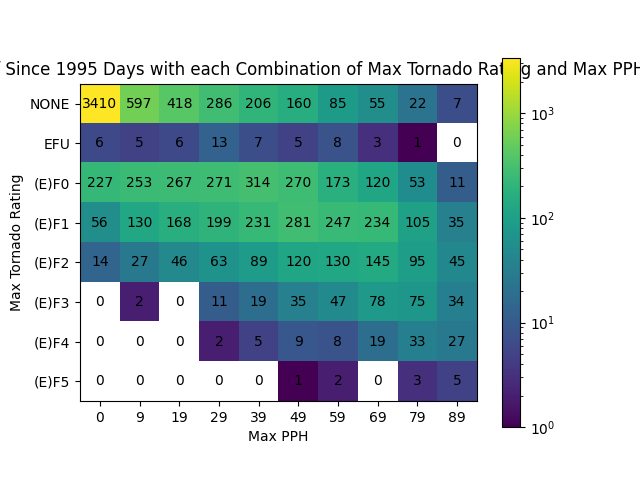 Since 1995 Days with each Combination of Max Tornado Rating and Max PPH
NONE 3410 597 418 286 206 160 85 55 22 7
EFU 6 5 6 13 7 5 8 3 1 0
(E)F0 227 253 267 271 314 270 173 120 53 11
(E)F1 56 130 168 199 231 281 247 234 105 35
(E)F2 14 27 46 63 89 120 130 145 95 45
(E)F3 0 2 0 11 19 35 47 78 75 34
(E)F4 0 0 0 2 5 9 8 19 33 27
(E)F5 0 0 0 0 0 1 2 0 3 5
0 9 19 29 39 49 59 69 79 89
Max PPH
Max Tornado Rating
10³
10²
10¹
10⁰